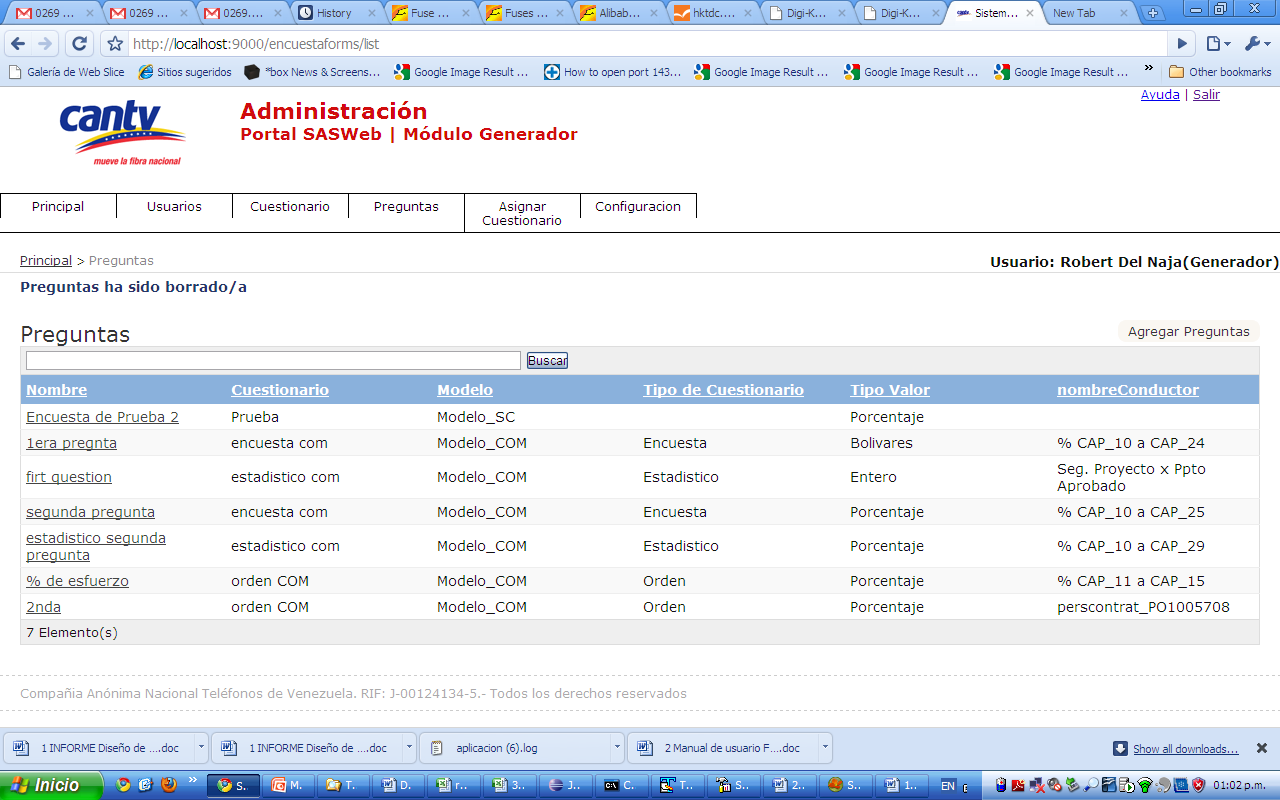 0269 ... 0269 ... 0269.... History Fuse ... Fuses ... Alibab... hktdc.... Digi-K... Digi-K... Sistem... New Tab
http://localhost:9000/encuestaforms/list
Galería de Web Slice Sitios sugeridos *box News & Screens... Google Image Result ... How to open port 143... Google Image Result ... Google Image Result ... Google Image Result ... » Other bookmarks
Ayuda | Salir
cantv
mueve la fibra nacional
Administración
Portal SASWeb | Módulo Generador
Principal Usuarios Cuestionario Preguntas Asignar Cuestionario Configuracion
Principal > Preguntas
Usuario: Robert Del Naja(Generador)
Preguntas ha sido borrado/a
Preguntas
Agregar Preguntas
Buscar
Nombre Cuestionario Modelo Tipo de Cuestionario Tipo Valor nombreConductor
Encuesta de Prueba 2 Prueba Modelo_SC Porcentaje
1era pregnta encuesta com Modelo_COM Encuesta Bolivares % CAP_10 a CAP_24
firt question estadistico com Modelo_COM Estadistico Entero Seg. Proyecto x Ppto Aprobado
segunda pregunta encuesta com Modelo_COM Encuesta Porcentaje % CAP_10 a CAP_25
estadistico segunda pregunta estadistico com Modelo_COM Estadistico Porcentaje % CAP_10 a CAP_29
% de esfuerzo orden COM Modelo_COM Orden Porcentaje % CAP_11 a CAP_15
2nda orden COM Modelo_COM Orden Porcentaje perscontrat_PO1005708
7 Elemento(s)
Compañia Anónima Nacional Teléfonos de Venezuela. RIF: J-00124134-5.- Todos los derechos reservados
1 INFORME Diseño de ....doc 1 INFORME Diseño de ....doc aplicacion (6).log 2 Manual de usuario F....doc Show all downloads...
Inicio » S.. M. T.. D. r.. 3.. J.. C. T.. S.. 2.. S.. 1.. EN 01:02 p.m.